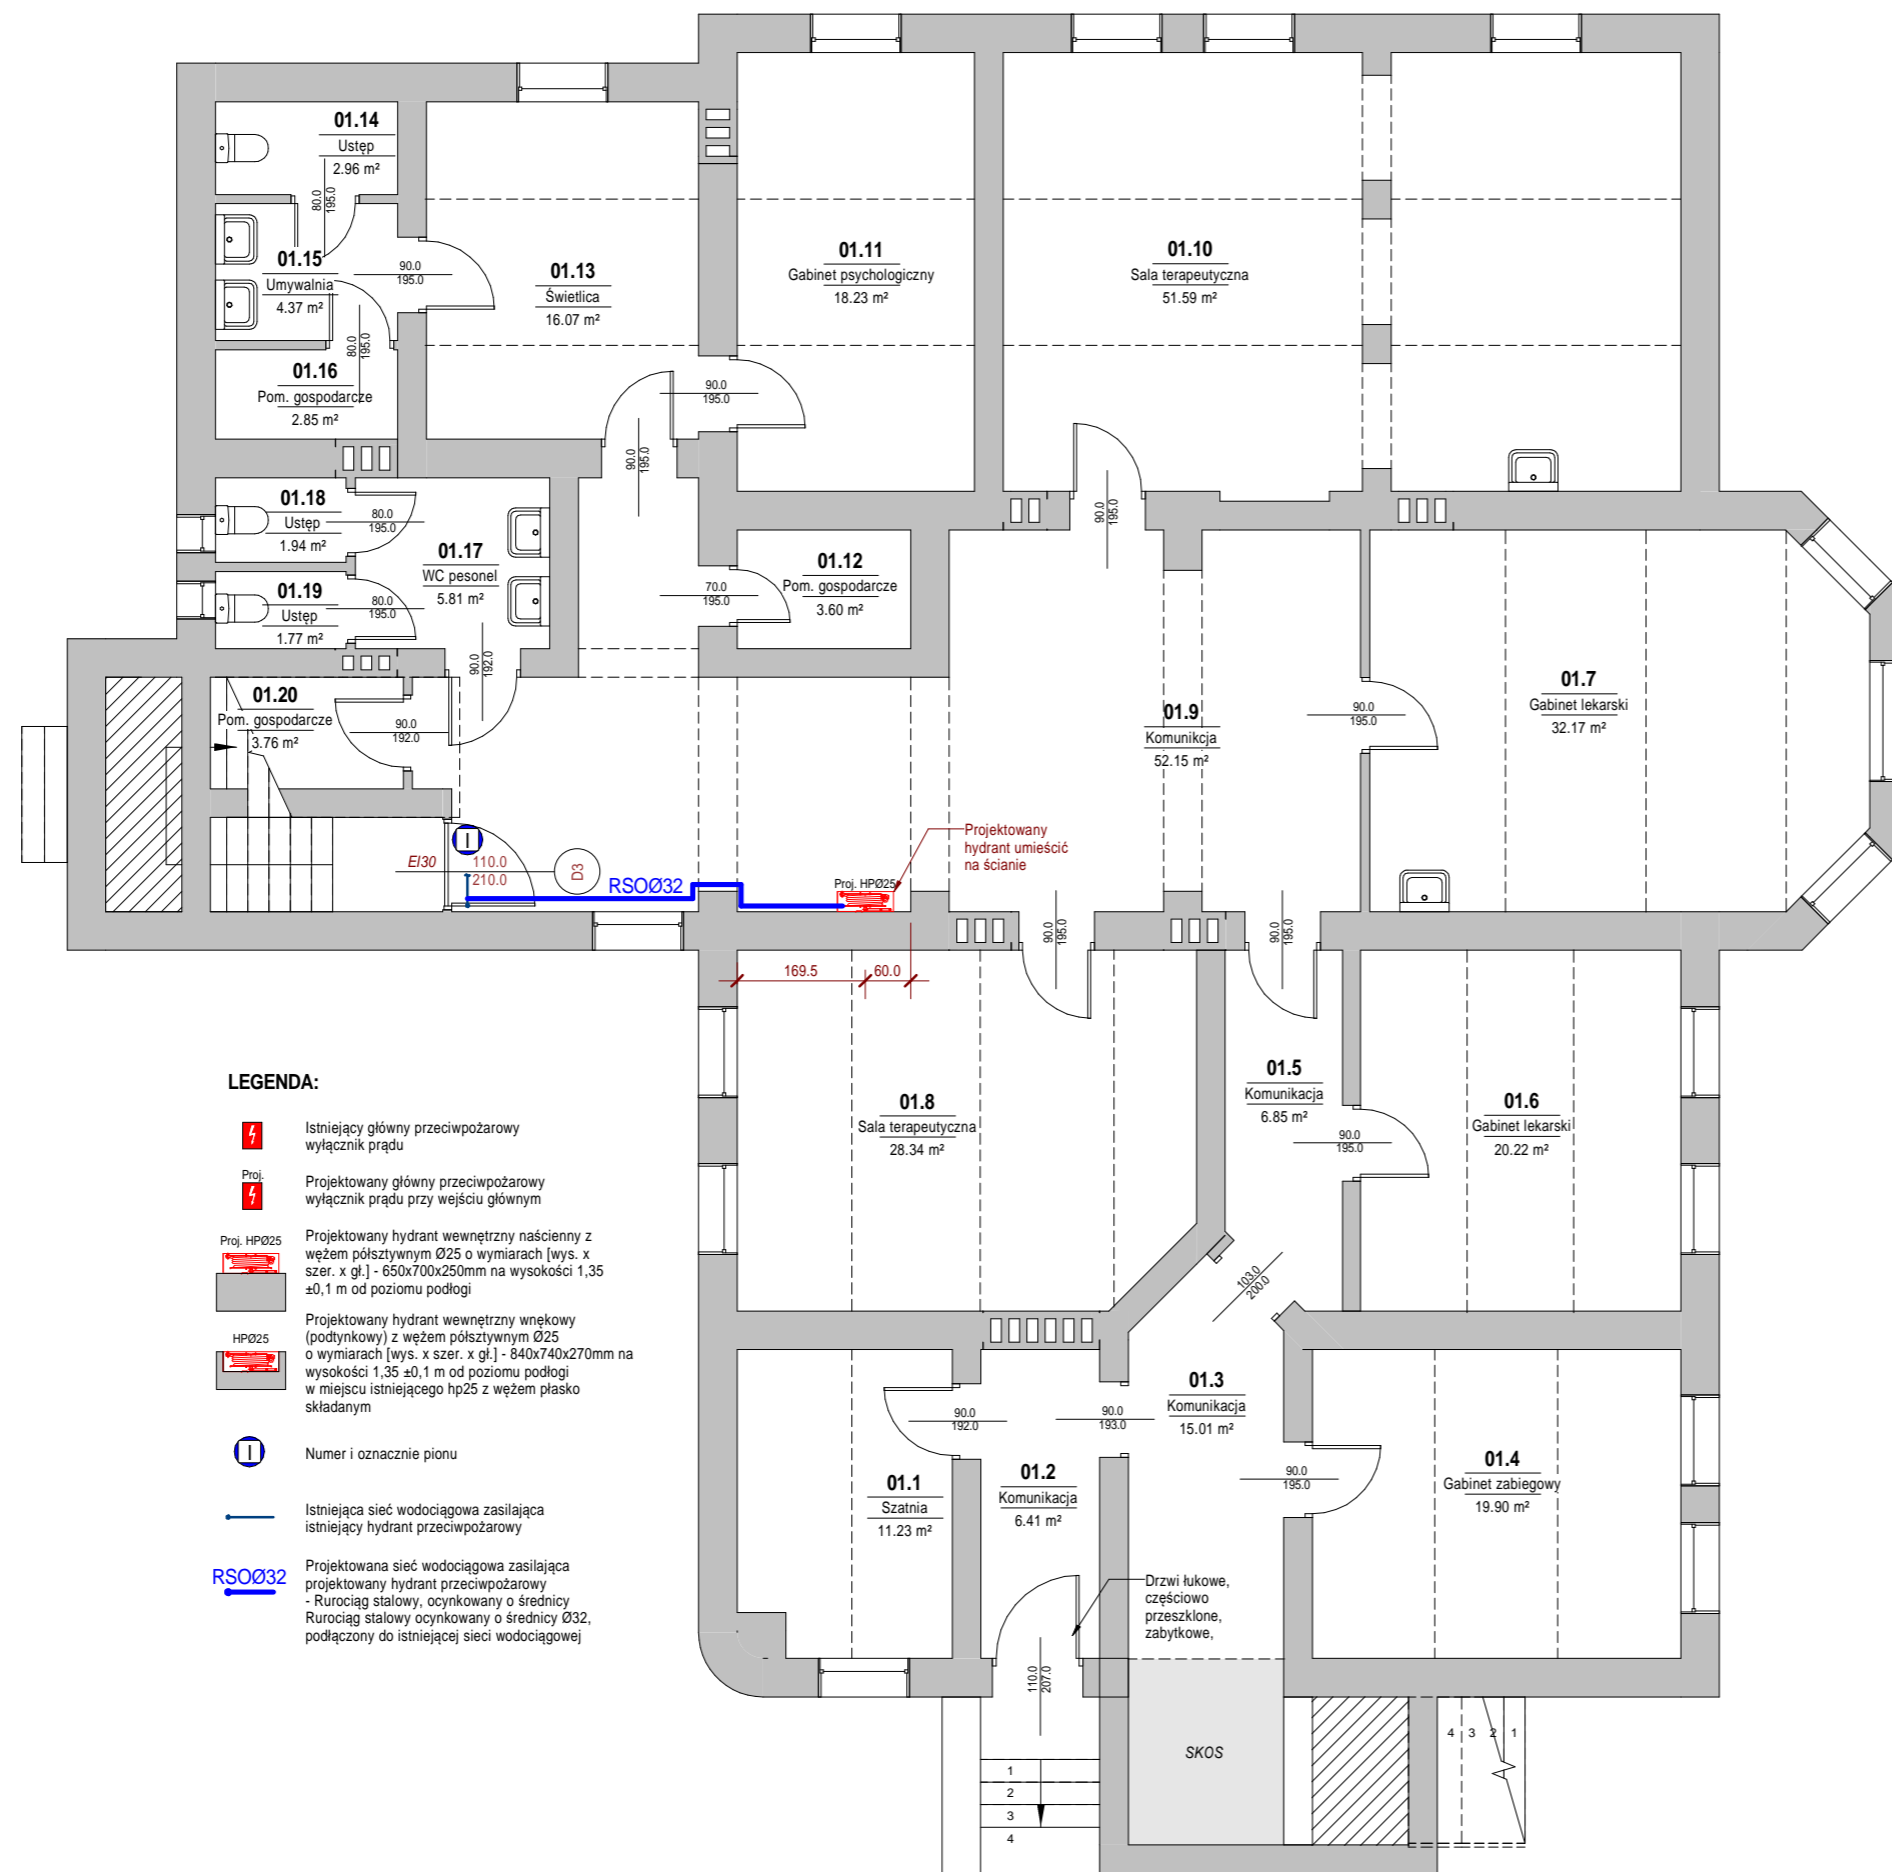 01.14
Ustęp
2.96 m²
80.0
195.0
01.15
Umywalnia
4.37 m²
90.0
195.0
80.0
195.0
01.16
Pom. gospodarcze
2.85 m²
01.13
Świetlica
16.07 m²
01.11
Gabinet psychologiczny
18.23 m²
90.0
195.0
01.10
Sala terapeutyczna
51.59 m²
90.0
195.0
90.0
195.0
01.18
Ustęp
1.94 m²
80.0
195.0
01.17
WC pesonel
5.81 m²
01.19
Ustęp
1.77 m²
80.0
195.0
90.0
192.0
70.0
195.0
01.12
Pom. gospodarcze
3.60 m²
01.20
Pom. gospodarcze
3.76 m²
90.0
192.0
01.9
Komunikcja
52.15 m²
90.0
195.0
01.7
Gabinet lekarski
32.17 m²
I
EI30
110.0
210.0
D3
RSOØ32
Proj. HPØ25
Projektowany
hydrant umieścić
na ścianie
90.0
195.0
90.0
195.0
169.5
60.0
01.8
Sala terapeutyczna
28.34 m²
01.5
Komunikacja
6.85 m²
90.0
195.0
01.6
Gabinet lekarski
20.22 m²
103.0
200.0
01.3
Komunikacja
15.01 m²
90.0
192.0
90.0
193.0
01.1
Szatnia
11.23 m²
01.2
Komunikacja
6.41 m²
90.0
195.0
01.4
Gabinet zabiegowy
19.90 m²
Drzwi łukowe,
częściowo
przeszklone,
zabytkowe,
110.0
207.0
SKOS
1
2
3
4
4 3 2 1
LEGENDA:
Istniejący główny przeciwpożarowy
wyłącznik prądu
Proj.
Projektowany główny przeciwpożarowy
wyłącznik prądu przy wejściu głównym
Proj. HPØ25
Projektowany hydrant wewnętrzny naścienny z
wężem półsztywnym Ø25 o wymiarach [wys. x
szer. x gł.] - 650x700x250mm na wysokości 1,35
±0,1 m od poziomu podłogi
HPØ25
Projektowany hydrant wewnętrzny wnękowy
(podtynkowy) z wężem półsztywnym Ø25
o wymiarach [wys. x szer. x gł.] - 840x740x270mm na
wysokości 1,35 ±0,1 m od poziomu podłogi
w miejscu istniejącego hp25 z wężem płasko
składanym
I
Numer i oznacznie pionu
Istniejąca sieć wodociągowa zasilająca
istniejący hydrant przeciwpożarowy
RSOØ32
Projektowana sieć wodociągowa zasilająca
projektowany hydrant przeciwpożarowy
- Rurociąg stalowy, ocynkowany o średnicy
Rurociąg stalowy ocynkowany o średnicy Ø32,
podłączony do istniejącej sieci wodociągowej